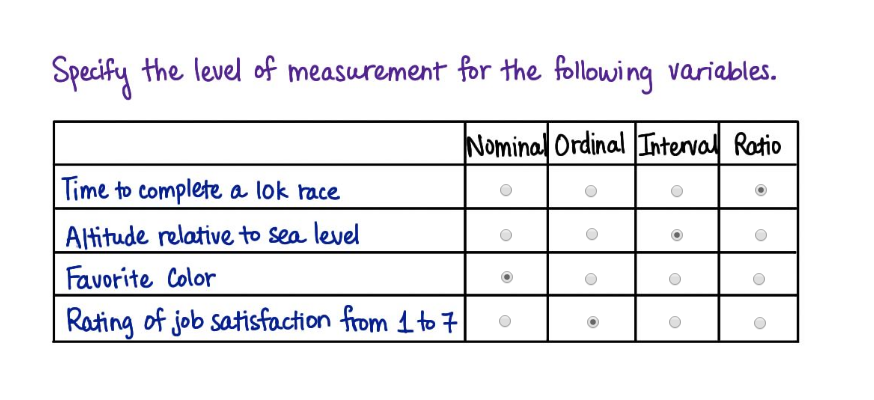 Specify the level of measurement for the following variables.
Nominal Ordinal Interval Ratio
Time to complete a 10k race
Altitude relative to sea level
Favorite Color
Rating of job satisfaction from 1 to 7